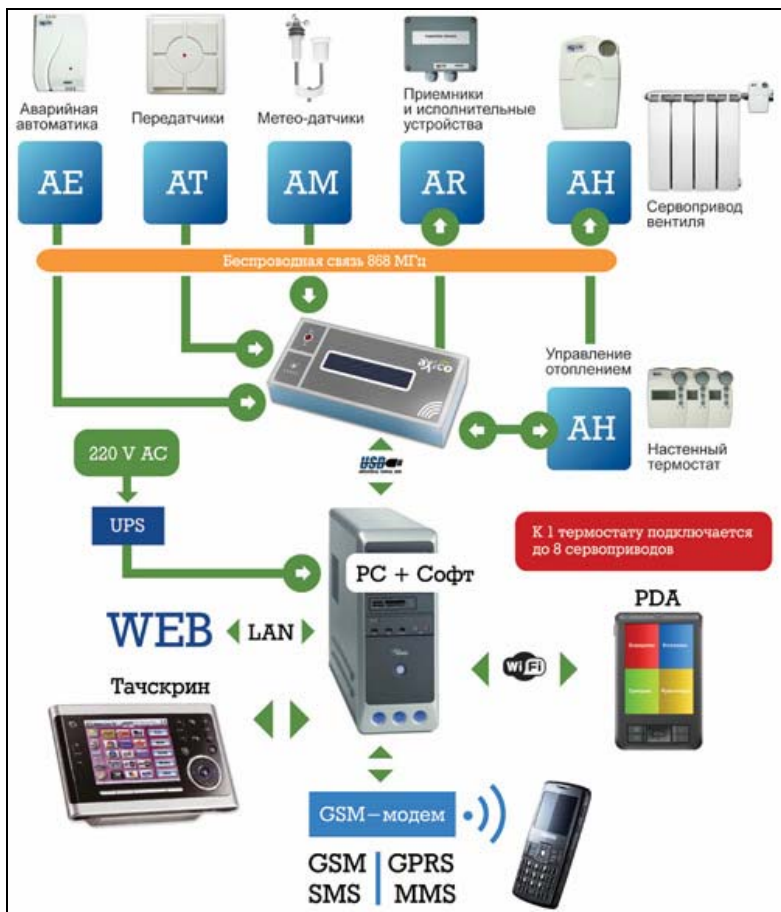 Аварийная
автоматика
Передатчики
Метео-датчики
Приемники
и исполнительные
устройства
Сервопривод
вентиля
AE
AT
AM
AR
AH
Беспроводная связь 868 МГц
Управление
отоплением
AH
Настенный
термостат
220 V AC
USB
UPS
К 1 термостату подключается
до 8 сервоприводов
PC + Софт
PDA
WEB
LAN
Wi Fi
Тачскрин
GSM–модем
GSM
SMS
GPRS
MMS